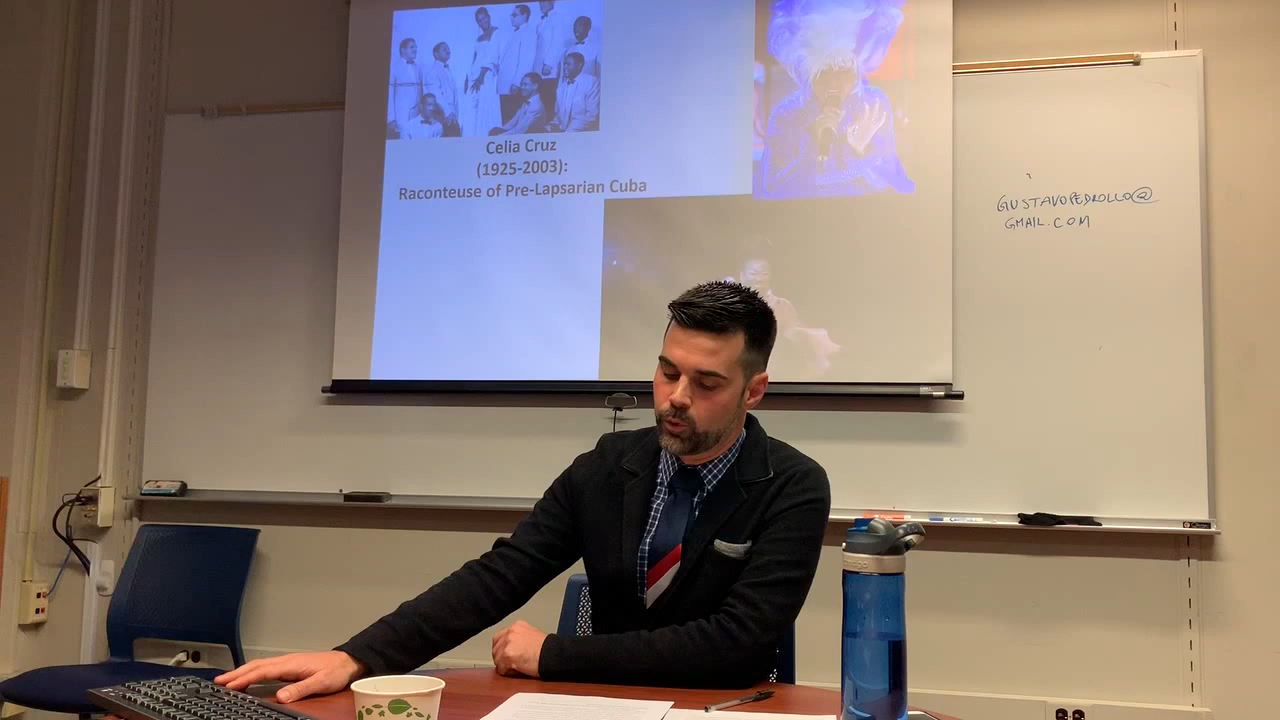 Celia Cruz
(1925-2003):
Raconteuse of Pre-Lapsarian Cuba
GUSTAVOPEDROLLO@
GMAIL.COM